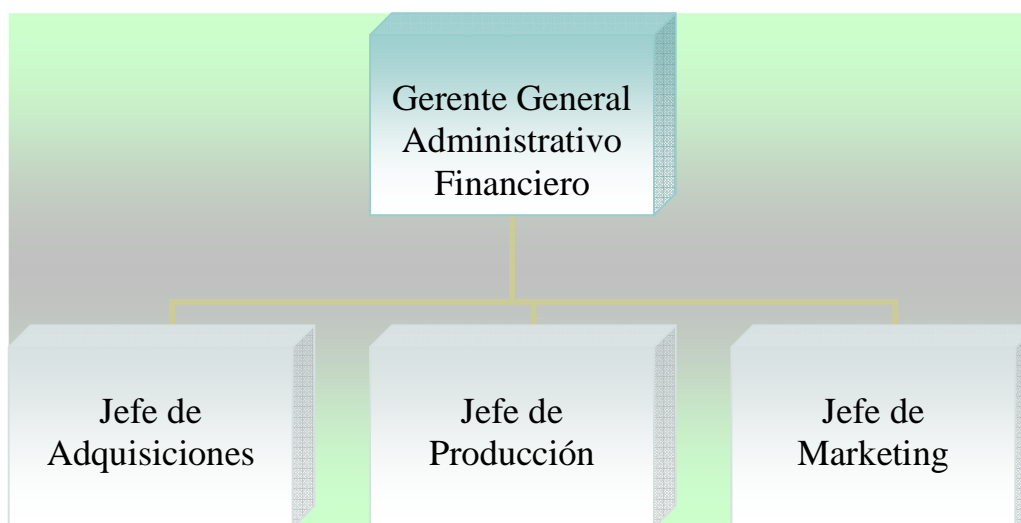 Gerente General
Administrativo
Financiero
Jefe de
Adquisiciones
Jefe de
Producción
Jefe de
Marketing